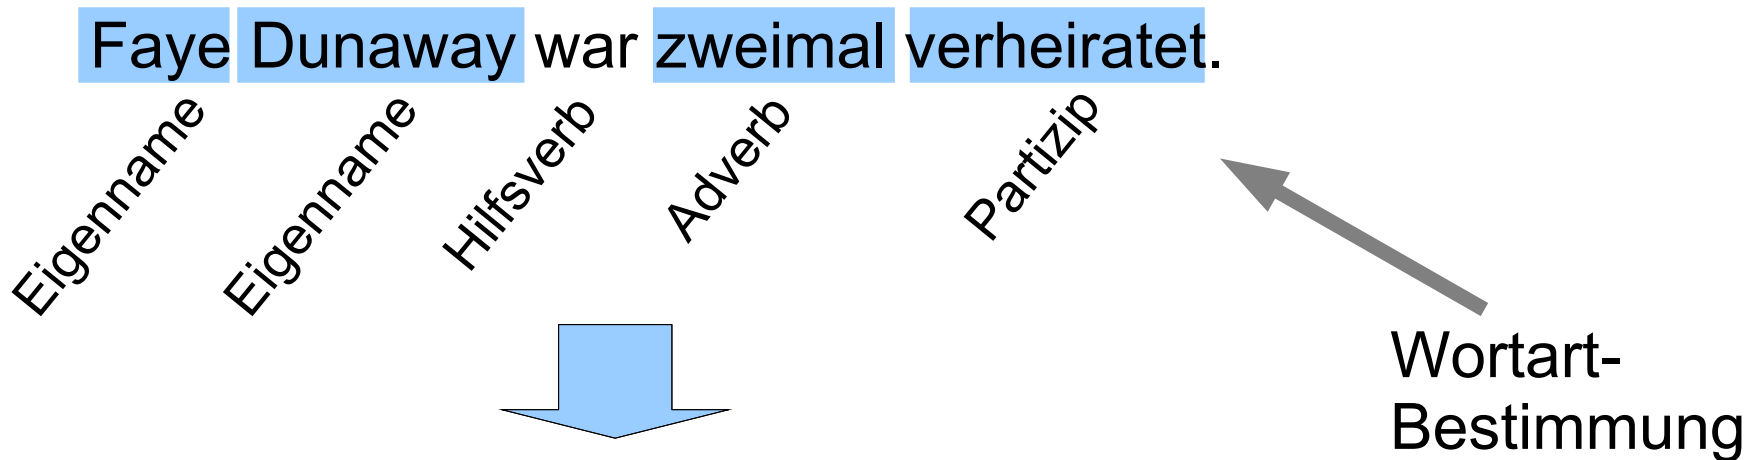 Faye Dunaway war zweimal verheiratet.
Eigenname Eigenname Hilfsverb Adverb Partizip
Wortart-
Bestimmung